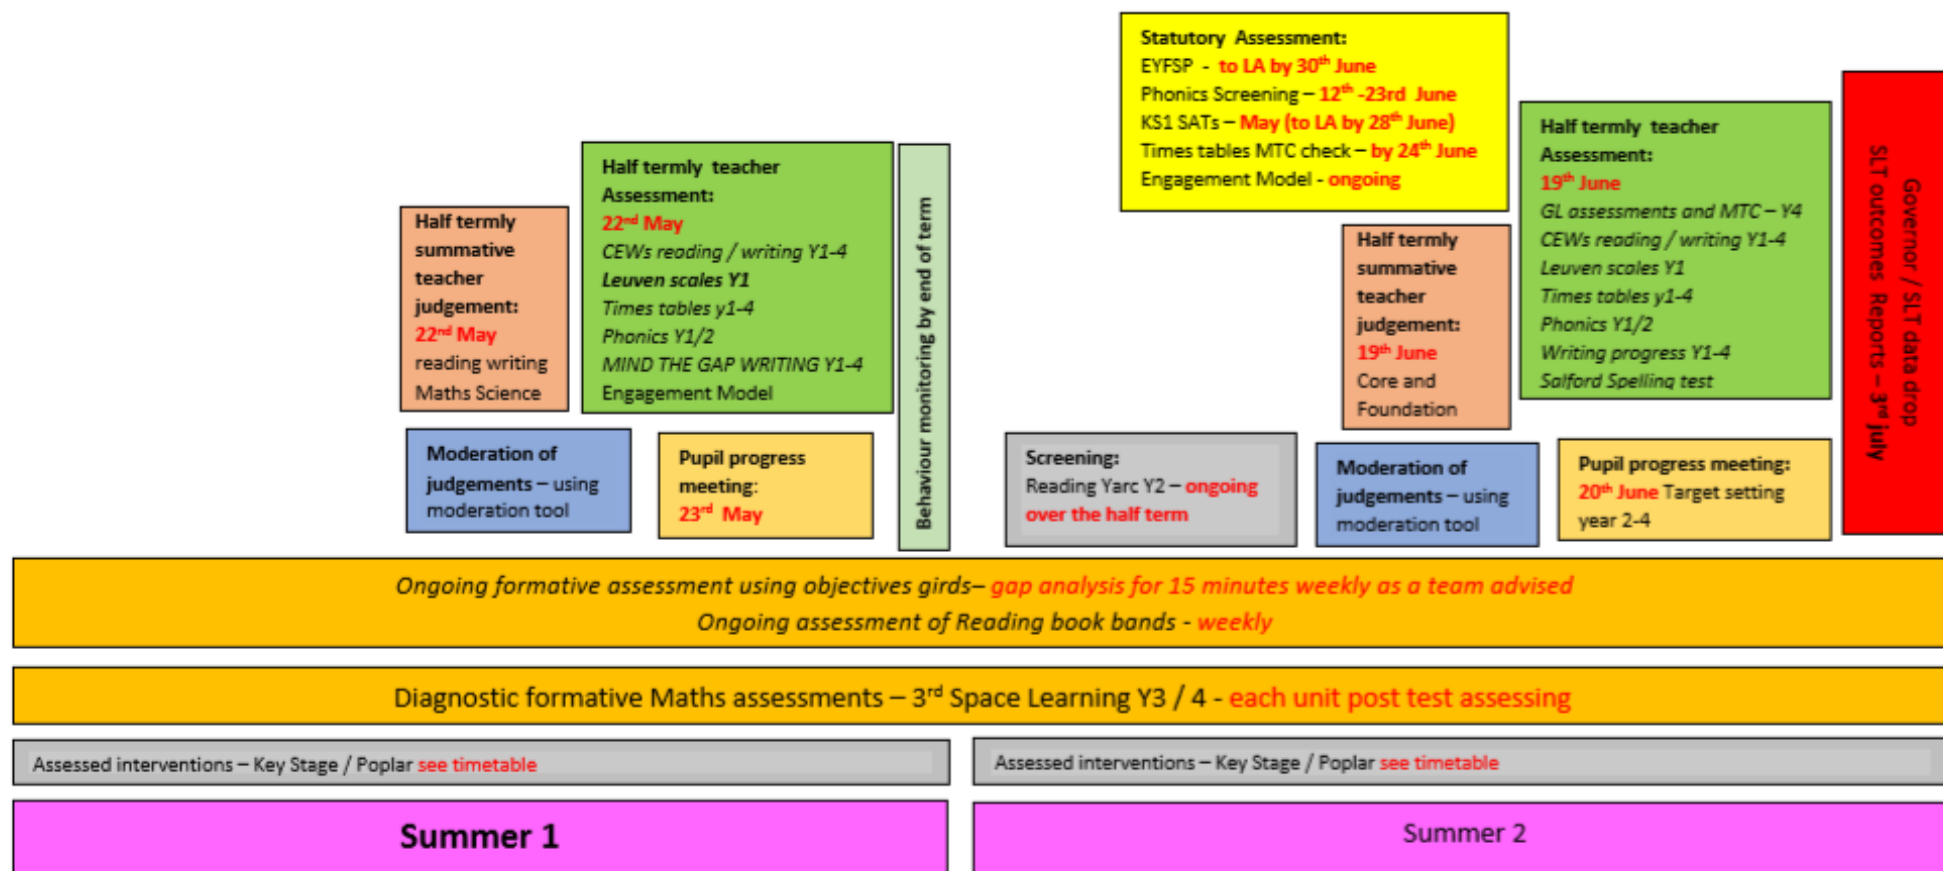 Statutory Assessment:
EYFSP - to LA by 30th June
Phonics Screening – 12th -23rd June
KS1 SATs – May (to LA by 28th June)
Times tables MTC check – by 24th June
Engagement Model - ongoing
Half termly summative teacher judgement:
22nd May
reading writing
Maths Science
Half termly teacher
Assessment:
22nd May
CEWs reading / writing Y1-4
Leuven scales Y1
Times tables y1-4
Phonics Y1/2
MIND THE GAP WRITING Y1-4
Engagement Model
Behaviour monitoring by end of term
Half termly
summative
teacher
judgement:
19th June
Core and
Foundation
Half termly teacher
Assessment:
19th June
GL assessments and MTC – Y4
CEWs reading / writing Y1-4
Leuven scales Y1
Times tables y1-4
Phonics Y1/2
Writing progress Y1-4
Salford Spelling test
Governor / SLT data drop
SLT outcomes Reports – 3rd july
Moderation of
judgements – using
moderation tool
Pupil progress
meeting:
23rd May
Screening:
Reading Yarc Y2 – ongoing
over the half term
Moderation of
judgements – using
moderation tool
Pupil progress meeting:
20th June Target setting
year 2-4
Ongoing formative assessment using objectives girds– gap analysis for 15 minutes weekly as a team advised
Ongoing assessment of Reading book bands - weekly
Diagnostic formative Maths assessments – 3rd Space Learning Y3 / 4 - each unit post test assessing
Assessed interventions – Key Stage / Poplar see timetable
Assessed interventions – Key Stage / Poplar see timetable
Summer 1
Summer 2